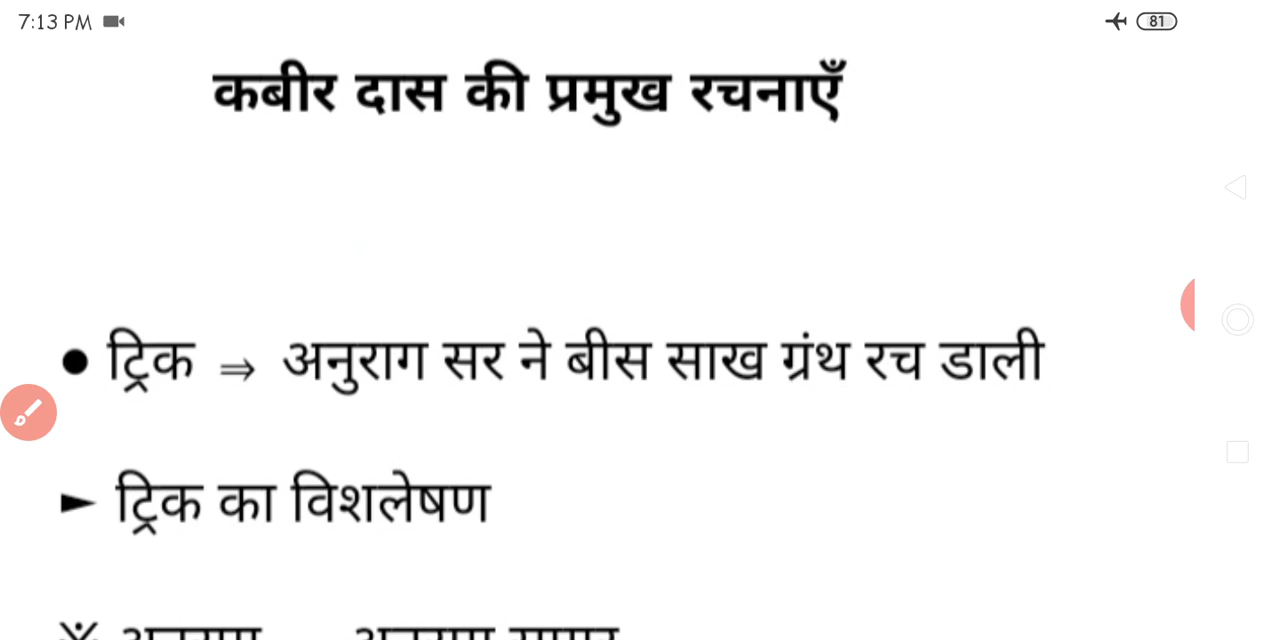 7:13 PM
81
कबीर दास की प्रमुख रचनाएँ
● ट्रिक ⇒ अनुराग सर ने बीस साख ग्रंथ रच डाली
► ट्रिक का विशलेषण